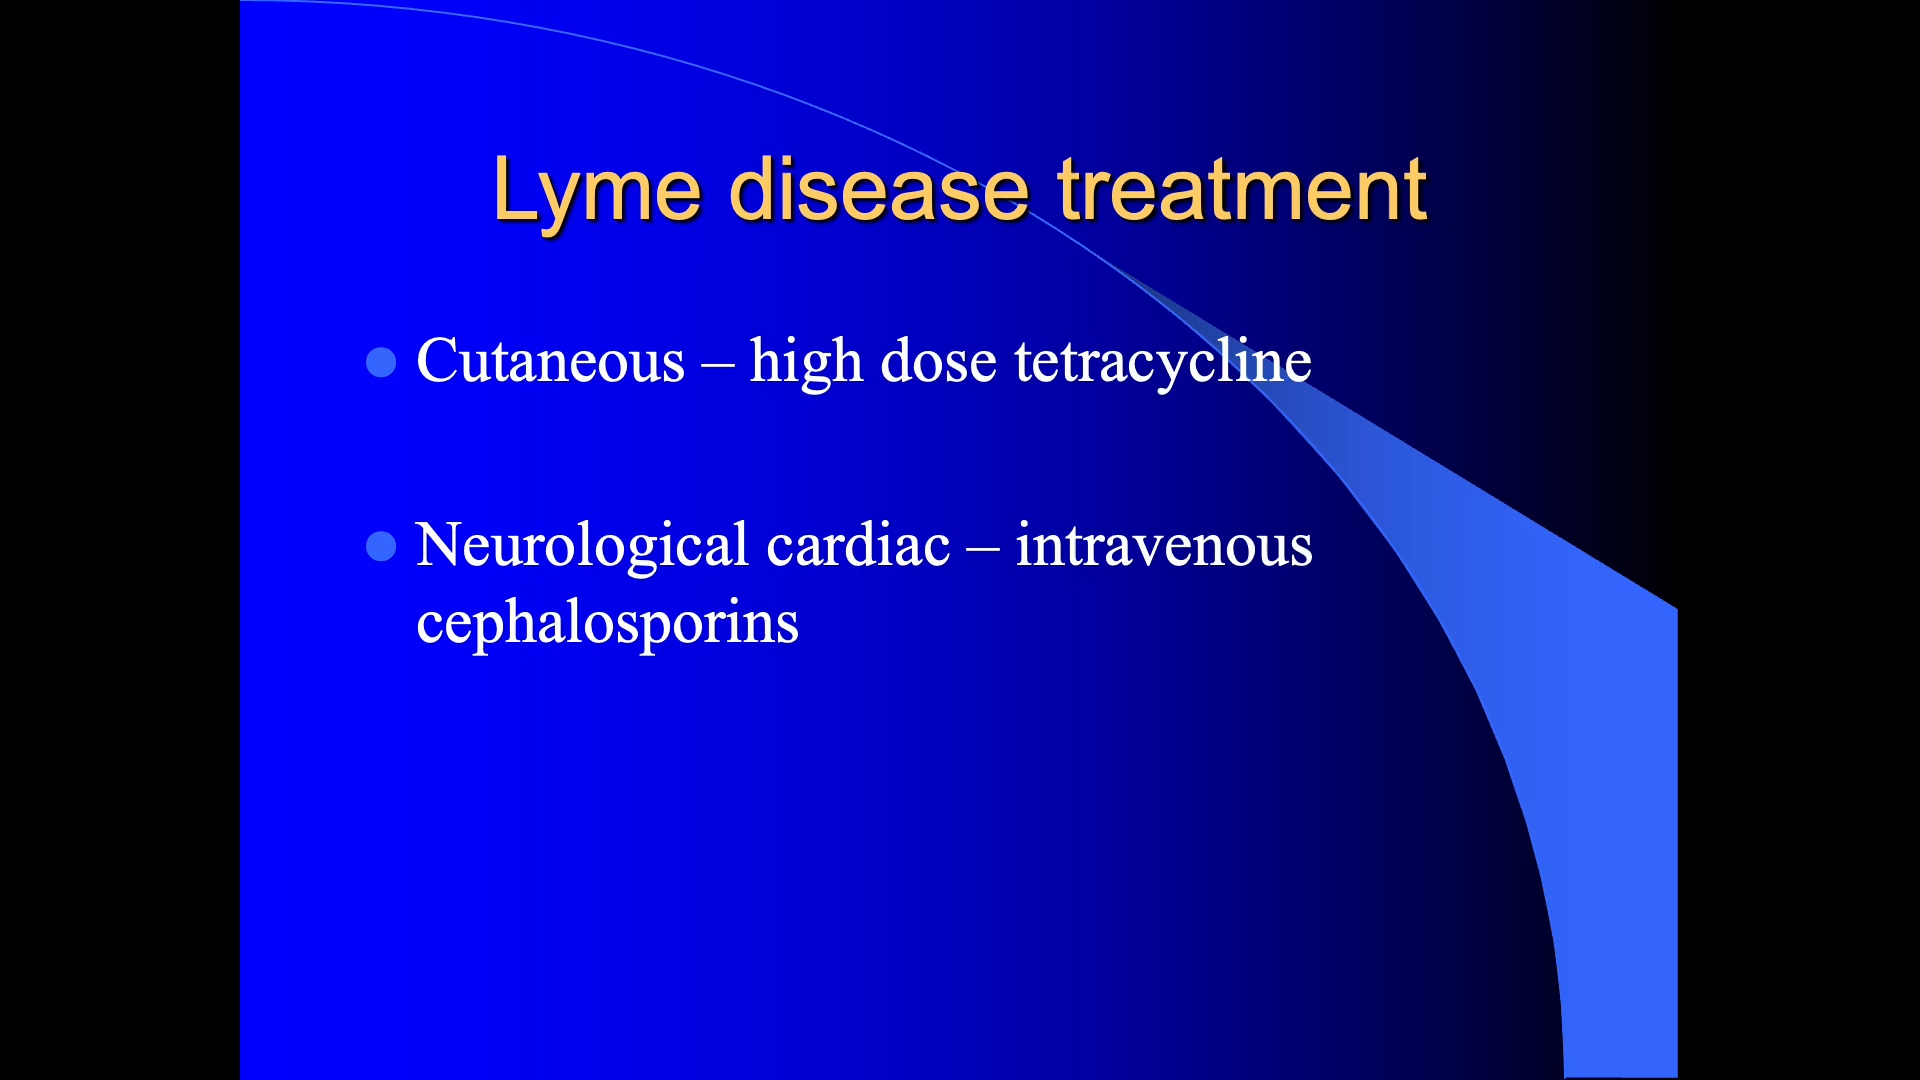 Lyme disease treatment
Cutaneous – high dose tetracycline
Neurological cardiac – intravenous
cephalosporins